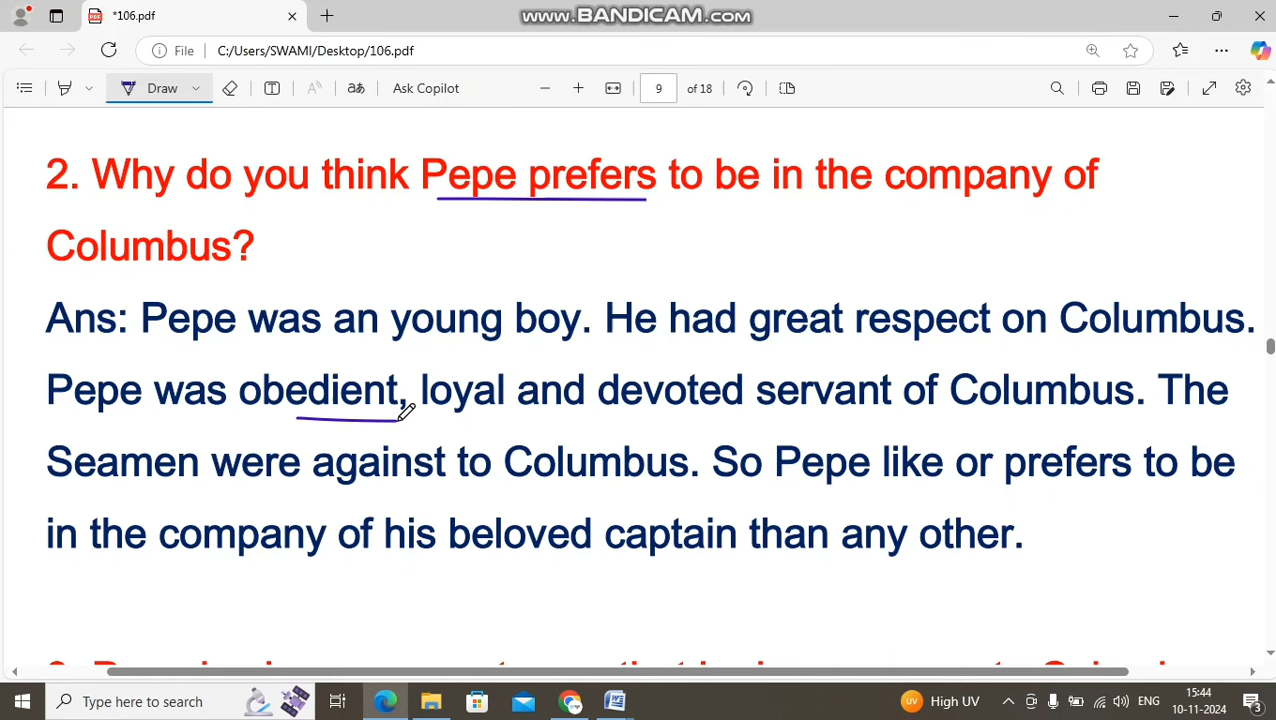 www.BANDICAM.com
*106.pdf
File C:/Users/SWAMI/Desktop/106.pdf
Draw Ask Copilot 9 of 18
2. Why do you think Pepe prefers to be in the company of
Columbus?
Ans: Pepe was an young boy. He had great respect on Columbus.
Pepe was obedient, loyal and devoted servant of Columbus. The
Seamen were against to Columbus. So Pepe like or prefers to be
in the company of his beloved captain than any other.
Type here to search
High UV
ENG
15:44
10-11-2024
3